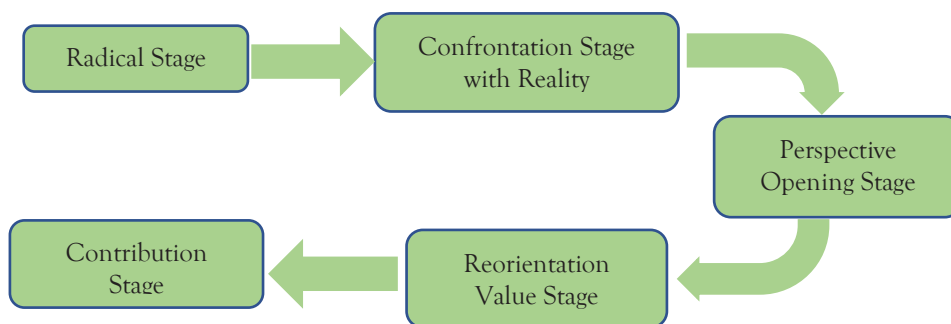 Radical Stage
Confrontation Stage
with Reality
Perspective
Opening Stage
Reorientation
Value Stage
Contribution
Stage